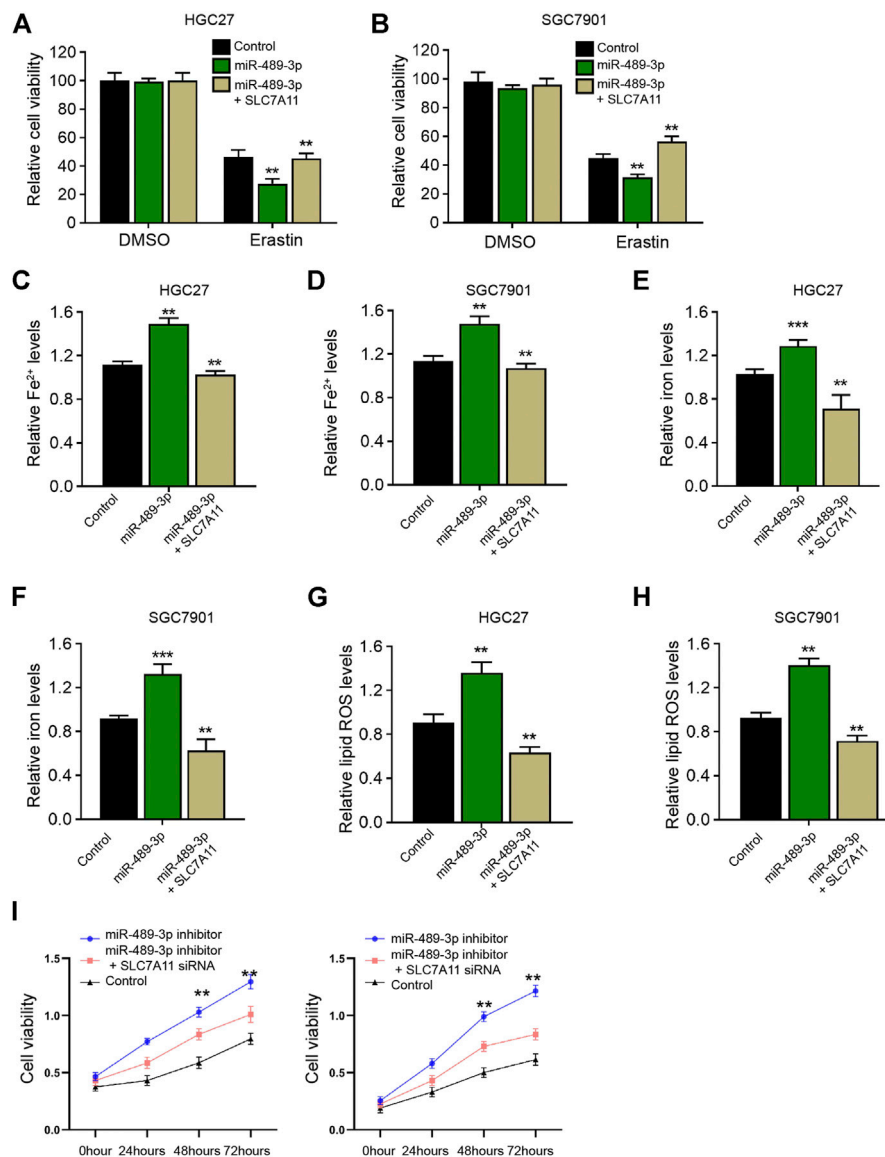 A
HGC27
Control
miR-489-3p
miR-489-3p
+ SLC7A11
Relative cell viability
120
100
80
60
40
20
0
**
**
DMSO
Erastin
B
SGC7901
Control
miR-489-3p
miR-489-3p
+ SLC7A11
Relative cell viability
120
100
80
60
40
20
0
**
**
DMSO
Erastin
C
HGC27
Relative Fe2+ levels
1.6
1.2
0.8
0.4
0.0
**
**
Control
miR-489-3p
miR-489-3p
+ SLC7A11
D
SGC7901
Relative Fe2+ levels
1.6
1.2
0.8
0.4
0.0
**
**
Control
miR-489-3p
miR-489-3p
+ SLC7A11
E
HGC27
Relative iron levels
1.6
1.2
0.8
0.4
0.0
***
**
Control
miR-489-3p
miR-489-3p
+ SLC7A11
F
SGC7901
Relative iron levels
1.6
1.2
0.8
0.4
0.0
***
**
Control
miR-489-3p
miR-489-3p
+ SLC7A11
G
HGC27
Relative lipid ROS levels
1.6
1.2
0.8
0.4
0.0
**
**
Control
miR-489-3p
miR-489-3p
+ SLC7A11
H
SGC7901
Relative lipid ROS levels
1.6
1.2
0.8
0.4
0.0
**
**
Control
miR-489-3p
miR-489-3p
+ SLC7A11
I
miR-489-3p inhibitor
miR-489-3p inhibitor
+ SLC7A11 siRNA
Control
Cell viability
1.5
1.0
0.5
0.0
**
**
0hour 24hours 48hours 72hours
miR-489-3p inhibitor
miR-489-3p inhibitor
+ SLC7A11 siRNA
Control
Cell viability
1.5
1.0
0.5
0.0
**
**
0hour 24hours 48hours 72hours